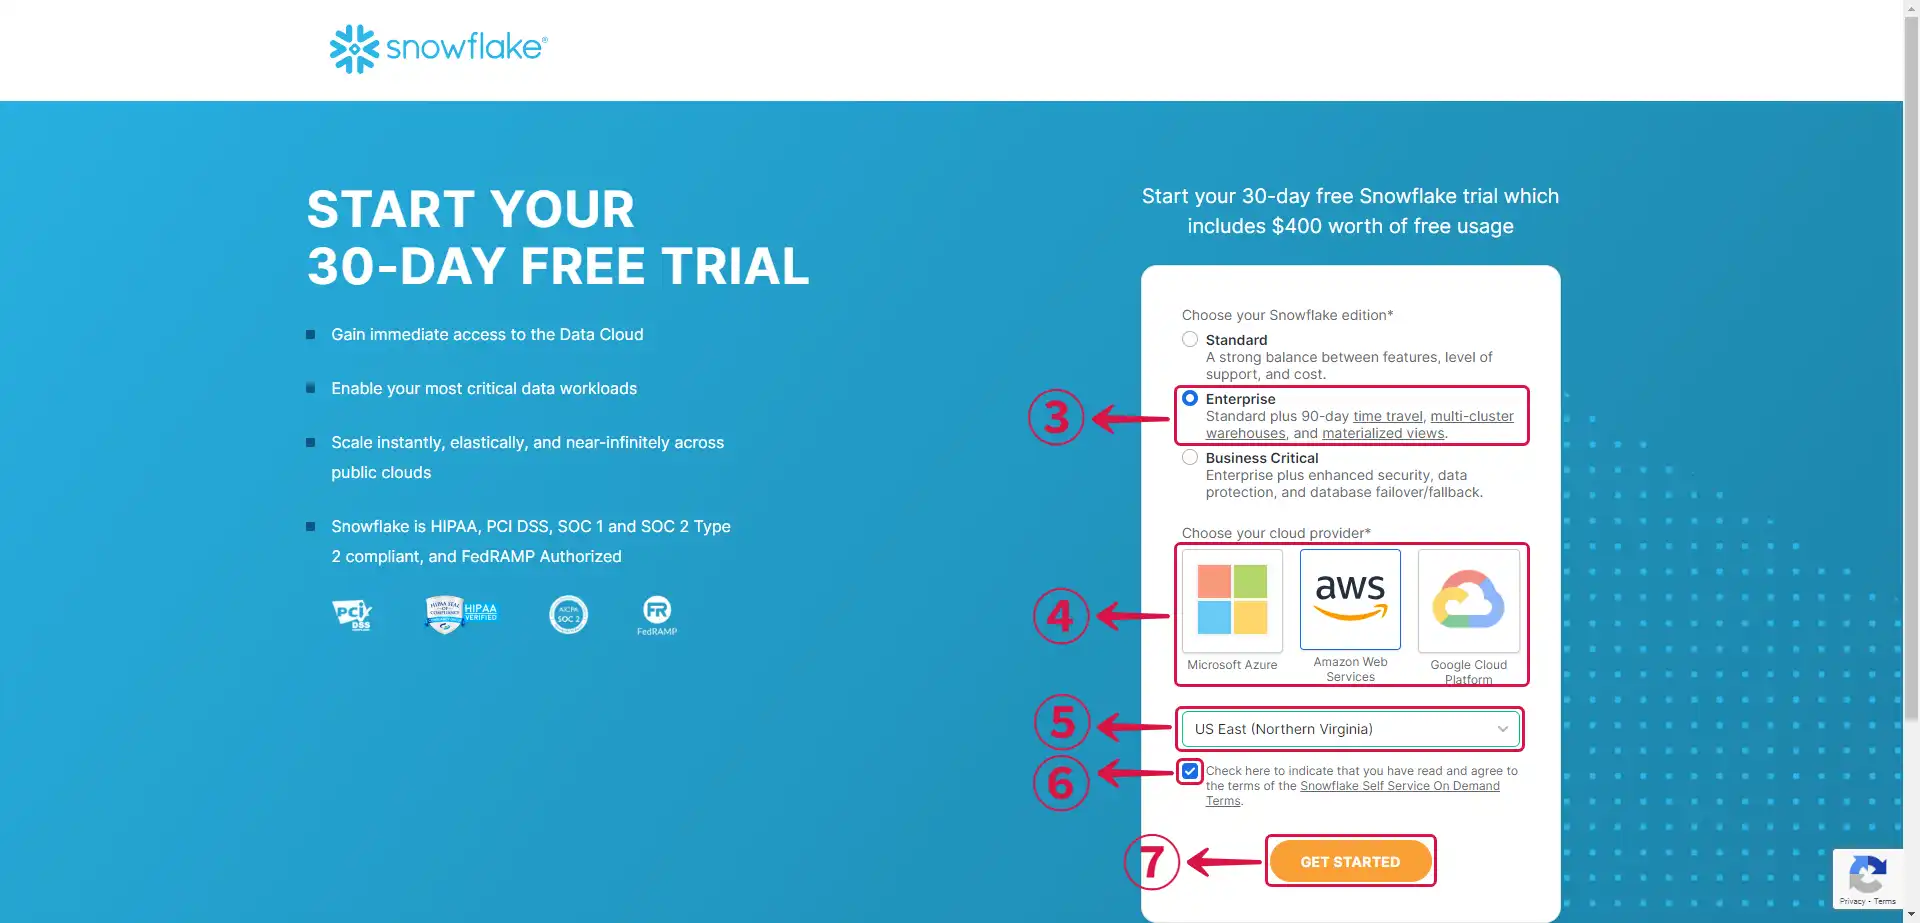 snowflake®
START YOUR
30-DAY FREE TRIAL
Gain immediate access to the Data Cloud
Enable your most critical data workloads
Scale instantly, elastically, and near-infinitely across
public clouds
Snowflake is HIPAA, PCI DSS, SOC 1 and SOC 2 Type
2 compliant, and FedRAMP Authorized
PCI
DSS
HIPAA
VERIFIED
AICPA
SOC 2
FR
FedRAMP
Start your 30-day free Snowflake trial which
includes $400 worth of free usage
Choose your Snowflake edition*
Standard
A strong balance between features, level of
support, and cost.
3
Enterprise
Standard plus 90-day time travel, multi-cluster
warehouses, and materialized views.
Business Critical
Enterprise plus enhanced security, data
protection, and database failover/fallback.
Choose your cloud provider*
4
aws
Microsoft Azure
Amazon Web
Services
Google Cloud
Platform
5
US East (Northern Virginia)
6
Check here to indicate that you have read and agree to
the terms of the Snowflake Self Service On Demand
Terms.
7
GET STARTED
Privacy - Terms